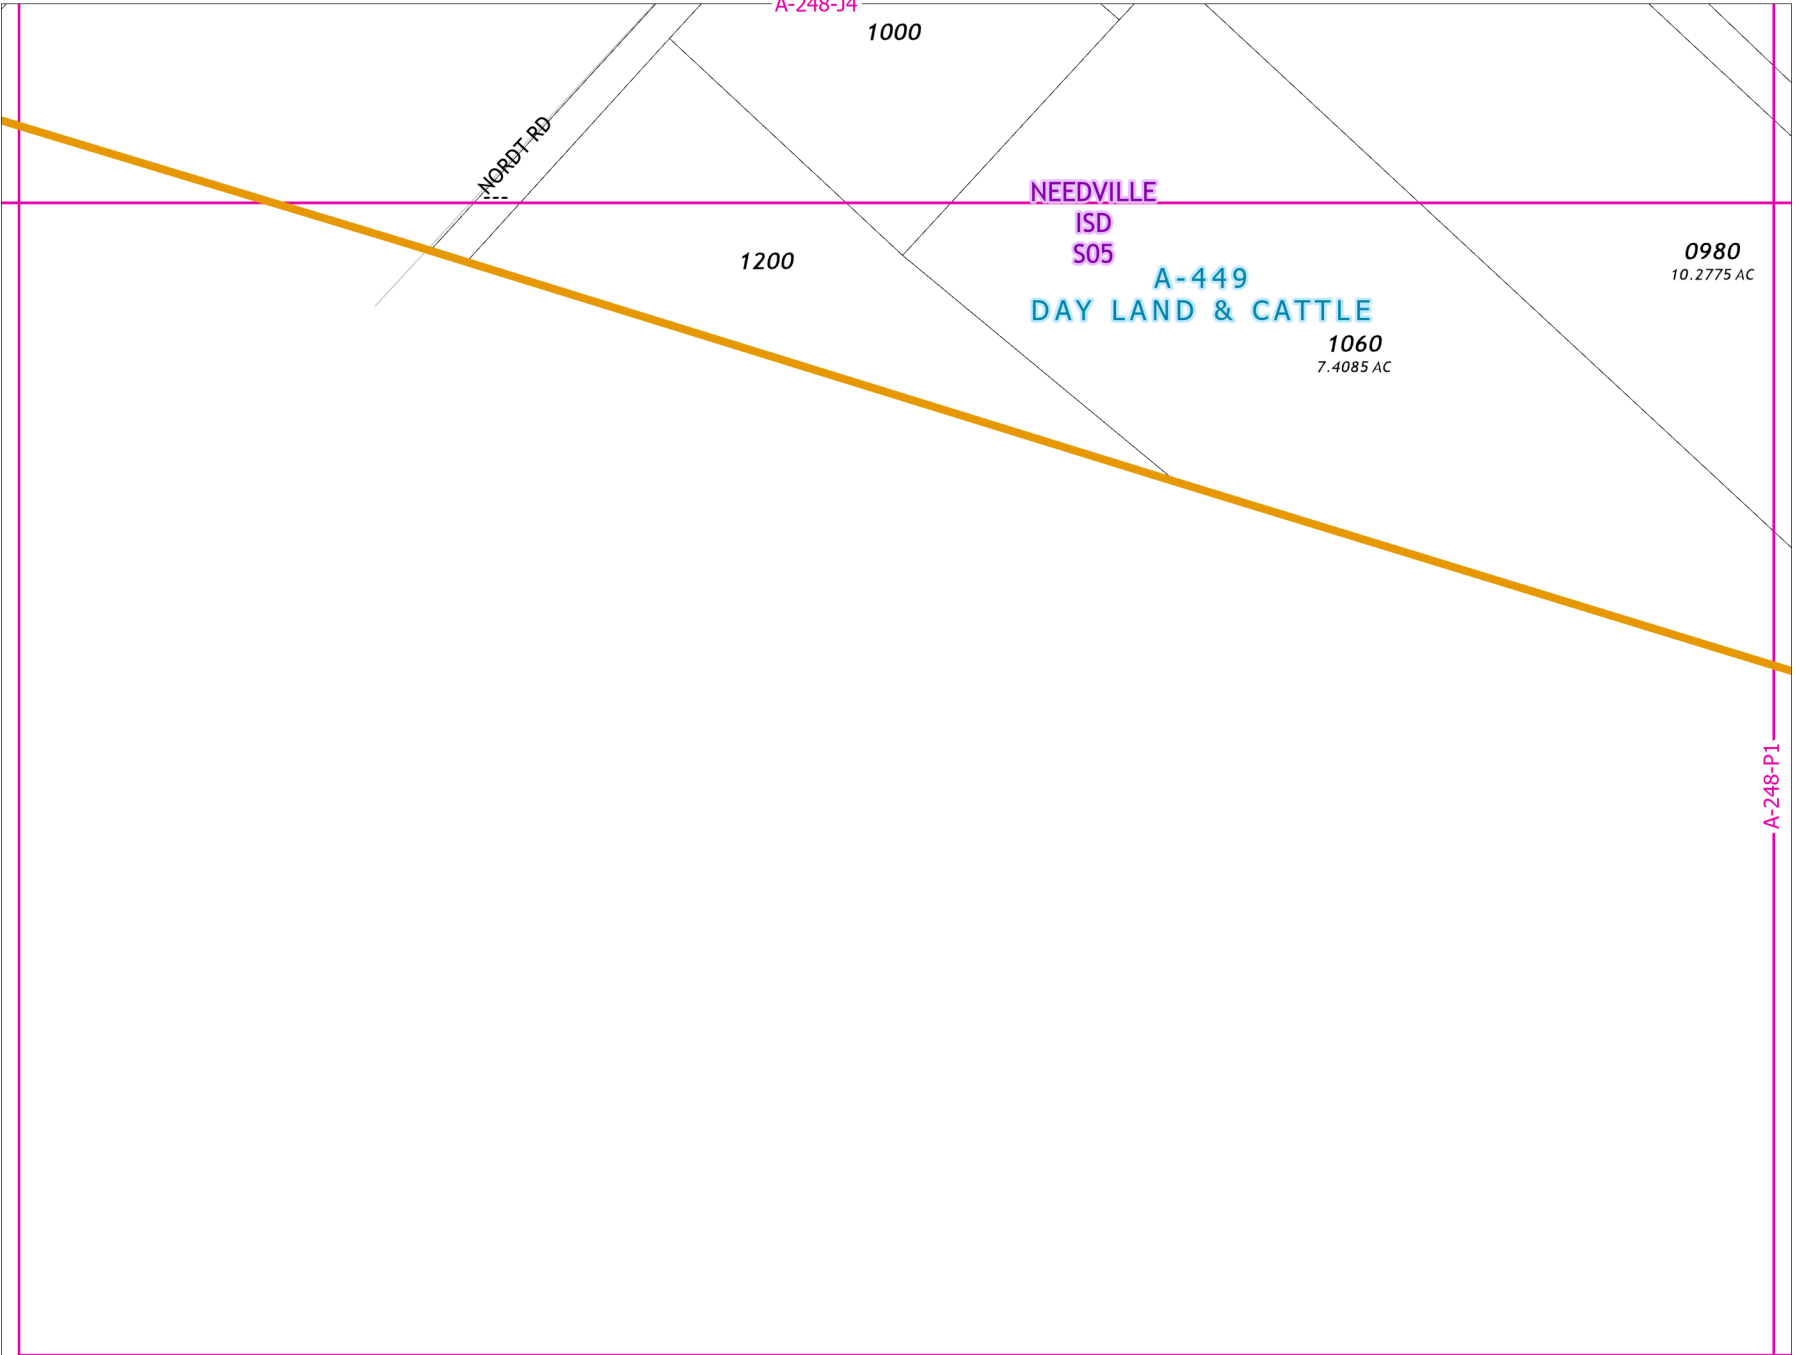 A-248-J4
1000
NORDT RD
---
NEEDVILLE
ISD
S05
1200
0980
10.2775 AC
A-449
DAY LAND & CATTLE
1060
7.4085 AC
A-248-P1